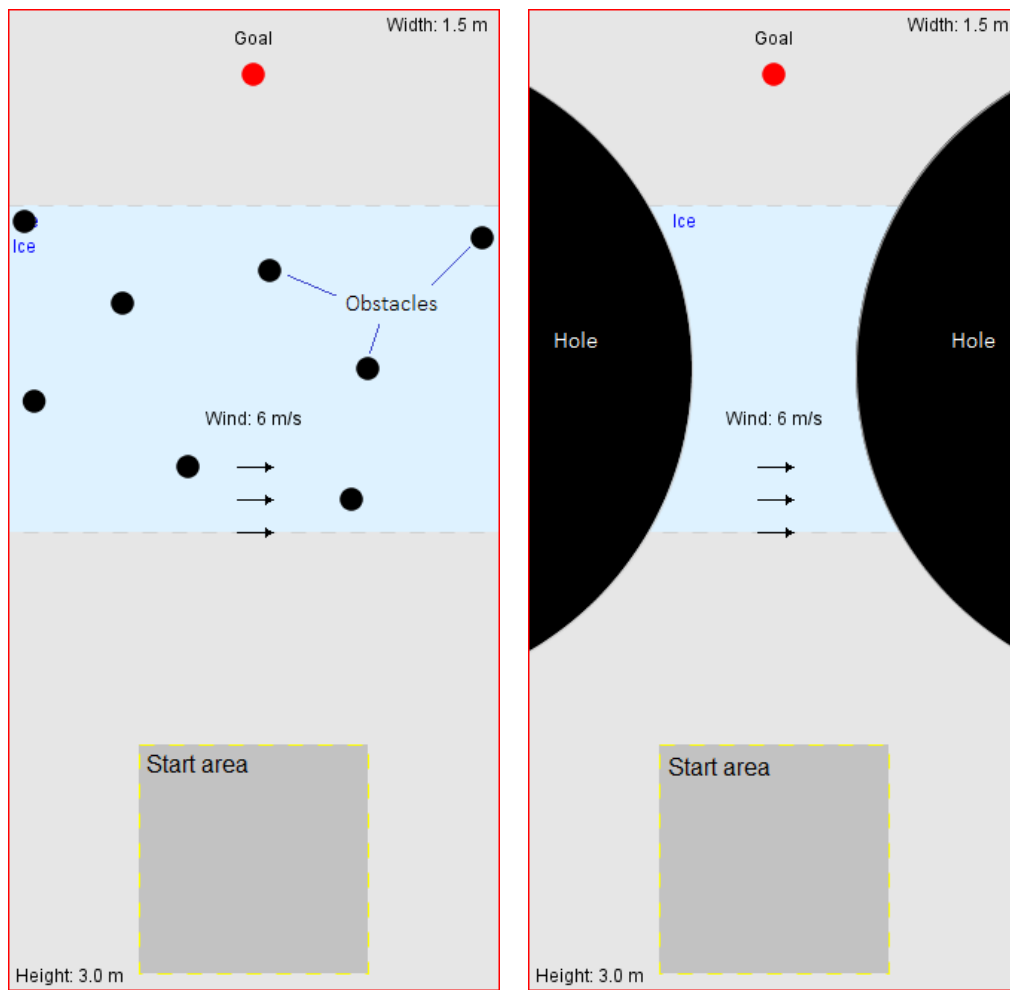 Width: 1.5 m
Goal
Ice
Obstacles
Wind: 6 m/s
Start area
Height: 3.0 m
Width: 1.5 m
Goal
Ice
Hole
Hole
Wind: 6 m/s
Start area
Height: 3.0 m